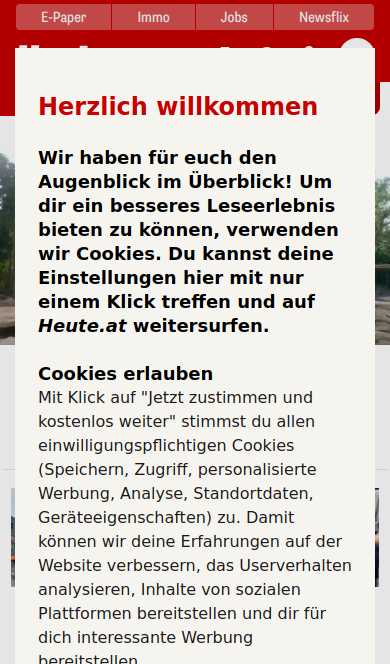 E-Paper
Immo
Jobs
Newsflix
Herzlich willkommen
Wir haben für euch den
Augenblick im Überblick! Um
dir ein besseres Leseerlebnis
bieten zu können, verwenden
wir Cookies. Du kannst deine
Einstellungen hier mit nur
einem Klick treffen und auf
Heute.at weitersurfen.
Cookies erlauben
Mit Klick auf "Jetzt zustimmen und
kostenlos weiter" stimmst du allen
einwilligungspflichtigen Cookies
(Speichern, Zugriff, personalisierte
Werbung, Analyse, Standortdaten,
Geräteeigenschaften) zu. Damit
können wir deine Erfahrungen auf der
Website verbessern, das Userverhalten
analysieren, Inhalte von sozialen
Plattformen bereitstellen und dir für
dich interessante Werbung
bereitstellen